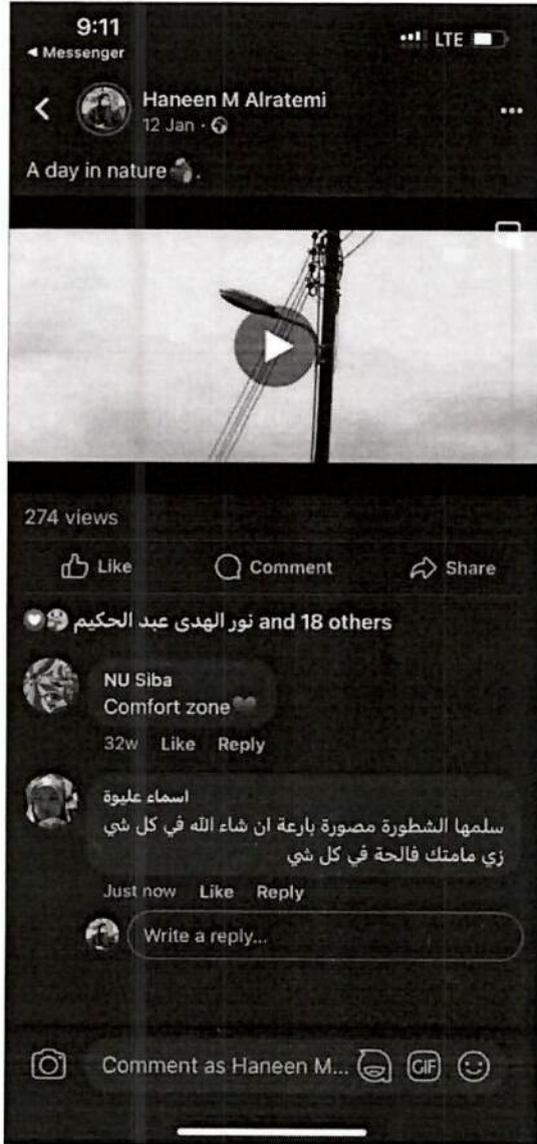 9:11
LTE
◄ Messenger
Haneen M Alratemi
12 Jan ·
A day in nature.
274 views
Like Comment Share
نور الهدى عبد الحكيم and 18 others
NU Siba
Comfort zone
32w Like Reply
اسماء عليوة
سلمها الشطورة مصورة بارعة ان شاء الله في كل شي
زي مامتك فالحة في كل شي
Just now Like Reply
Write a reply...
Comment as Haneen M... GIF